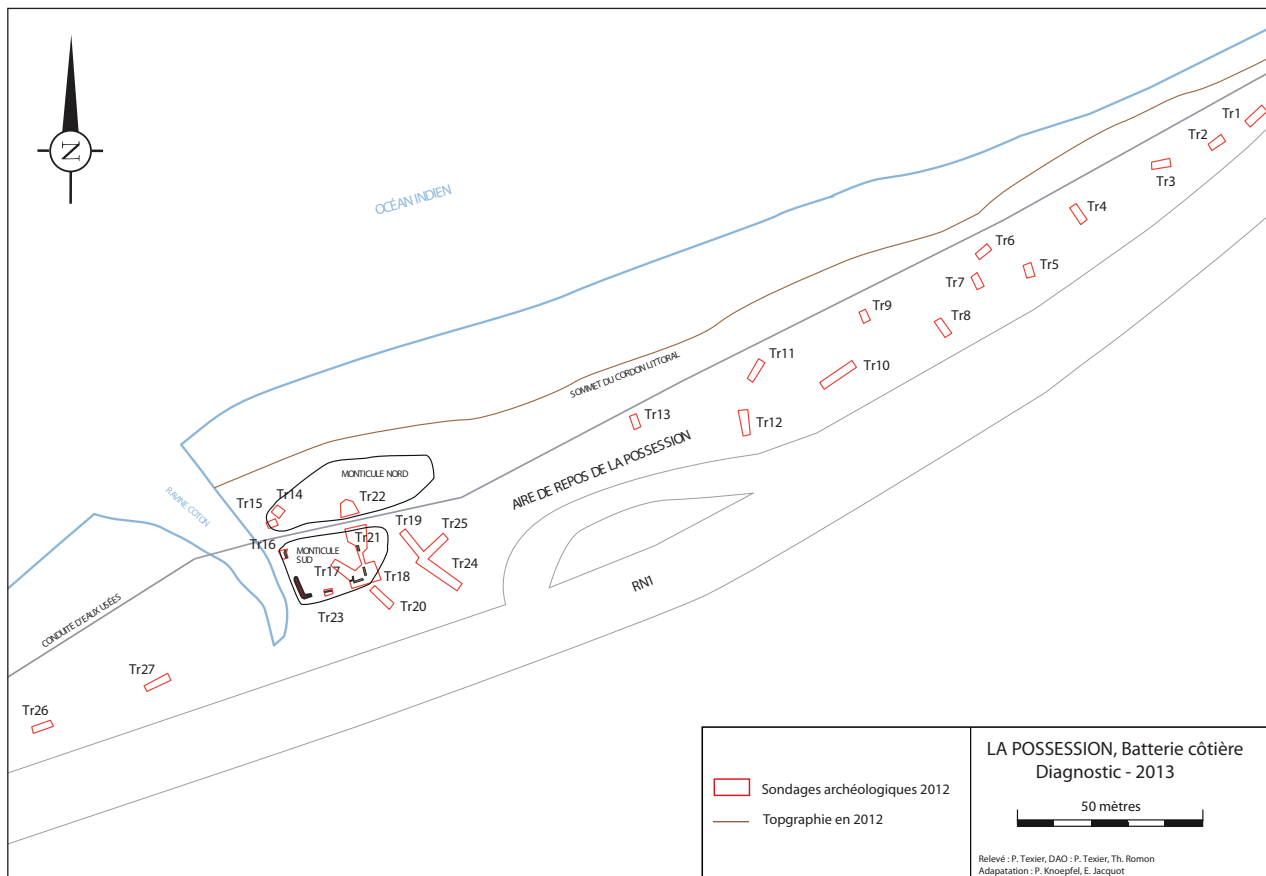 N
OCÉAN INDIEN
Tr1
Tr2
Tr3
Tr4
Tr6
Tr5
Tr7
Tr8
Tr9
Tr11
Tr10
SOMMET DU CORDON LITTORAL
Tr13
Tr12
AIRE DE REPOS DE LA POSSESSION
MONTICULE NORD
RAVINE COTON
Tr14
Tr15
Tr22
Tr19
Tr25
Tr21
Tr16
MONTICULE
SUD
Tr17
Tr18
Tr24
Tr20
Tr23
RN1
CONDUITE D'EAUX USÉES
Tr27
Tr26
Sondages archéologiques 2012
Topgraphie en 2012
LA POSSESSION, Batterie côtière
Diagnostic - 2013
50 mètres
Relevé : P. Texier, DAO : P. Texier, Th. Romon
Adapatation : P. Knoepfel, E. Jacquot